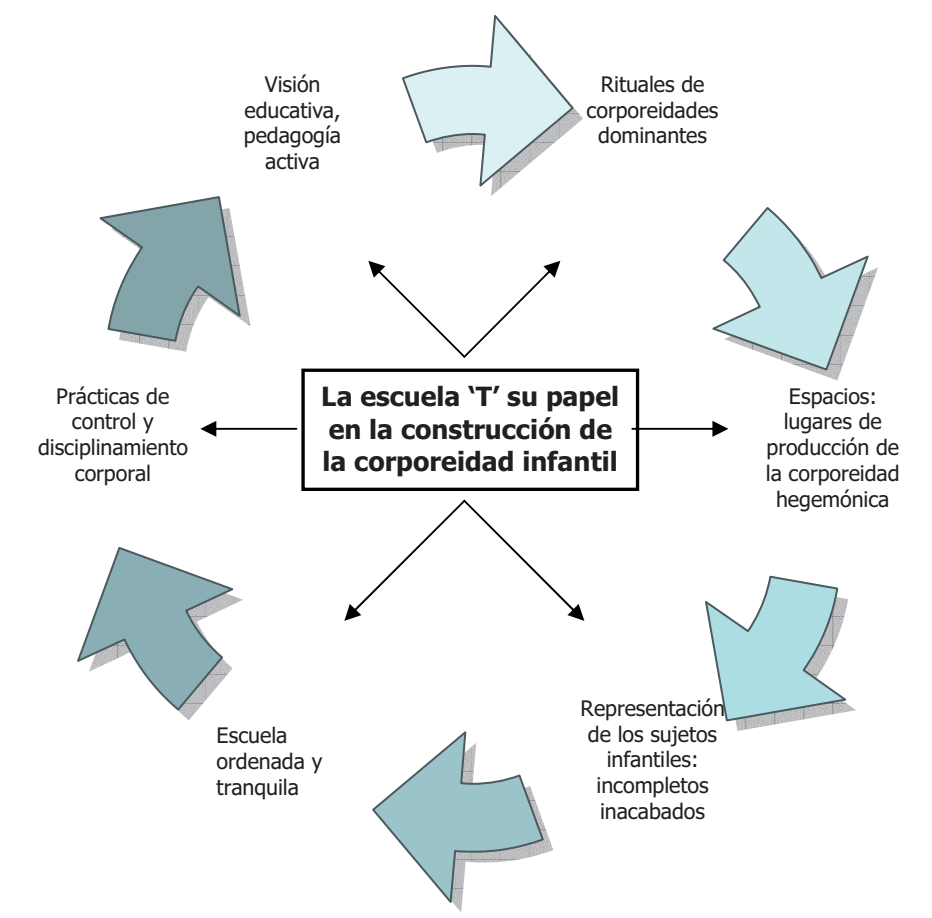 Visión
educativa,
pedagogía
activa
Rituales de
corporeidades
dominantes
Prácticas de
control y
disciplinamiento
corporal
La escuela ‘T’ su papel
en la construcción de
la corporeidad infantil
Espacios:
lugares de
producción de
la corporeidad
hegemónica
Escuela
ordenada y
tranquila
Representación
de los sujetos
infantiles:
incompletos
inacabados